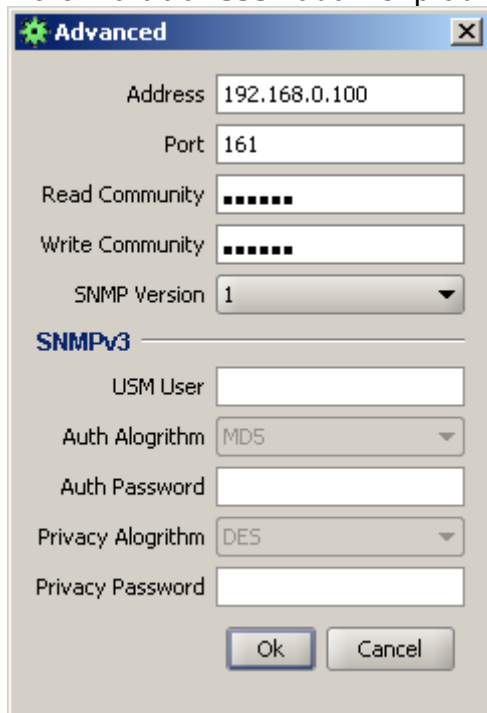 Advanced
Address 192.168.0.100
Port 161
Read Community ▪▪▪▪▪▪
Write Community ▪▪▪▪▪▪
SNMP Version 1
SNMPv3
USM User
Auth Alogrithm MD5
Auth Password
Privacy Alogrithm DES
Privacy Password
Ok Cancel